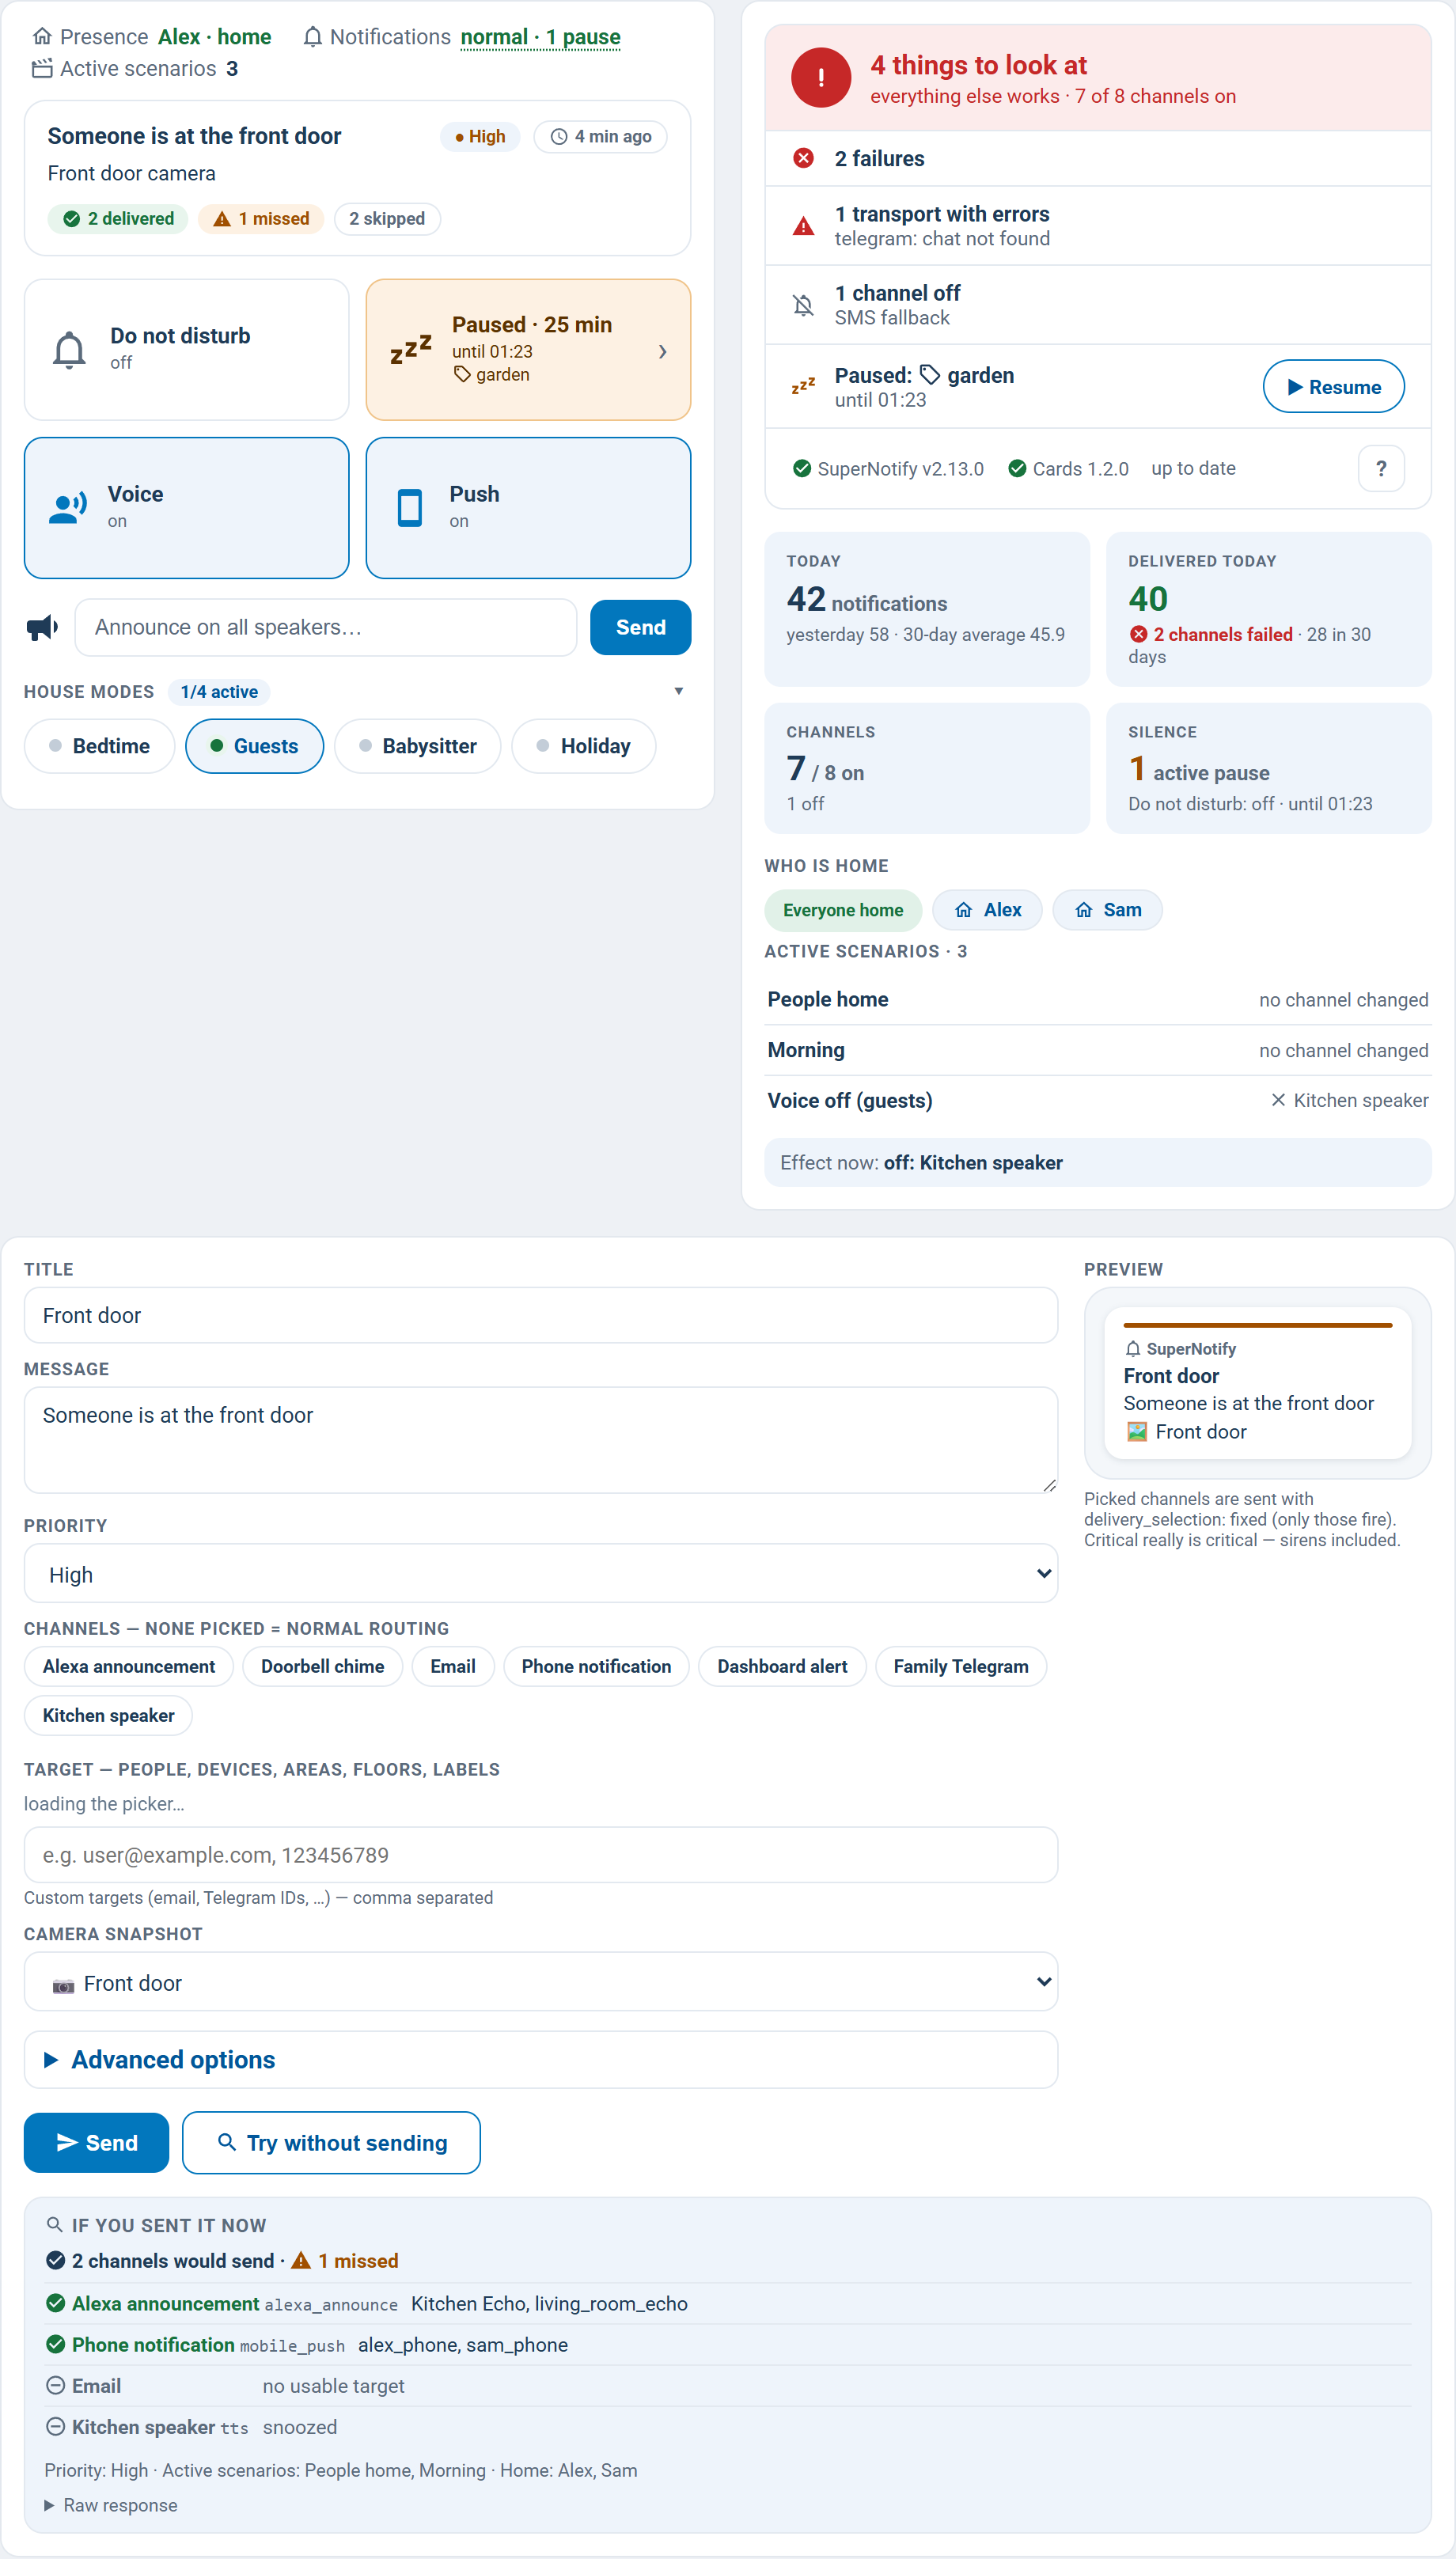 Presence Alex · home Notifications normal · 1 pause
Active scenarios 3
Someone is at the front door High 4 min ago
Front door camera
2 delivered 1 missed 2 skipped
Do not disturb
off
Paused · 25 min
until 01:23
garden
Voice
on
Push
on
Announce on all speakers… Send
HOUSE MODES 1/4 active
Bedtime Guests Babysitter Holiday
4 things to look at
everything else works · 7 of 8 channels on
2 failures
1 transport with errors
telegram: chat not found
1 channel off
SMS fallback
Paused: garden
until 01:23
Resume
SuperNotify v2.13.0 Cards 1.2.0 up to date ?
TODAY
42 notifications
yesterday 58 · 30-day average 45.9
DELIVERED TODAY
40
2 channels failed · 28 in 30
days
CHANNELS
7 / 8 on
1 off
SILENCE
1 active pause
Do not disturb: off · until 01:23
WHO IS HOME
Everyone home Alex Sam
ACTIVE SCENARIOS · 3
People home no channel changed
Morning no channel changed
Voice off (guests) Kitchen speaker
Effect now: off: Kitchen speaker
TITLE
Front door
MESSAGE
Someone is at the front door
PRIORITY
High
CHANNELS — NONE PICKED = NORMAL ROUTING
Alexa announcement Doorbell chime Email Phone notification Dashboard alert Family Telegram
Kitchen speaker
TARGET — PEOPLE, DEVICES, AREAS, FLOORS, LABELS
loading the picker…
e.g. user@example.com, 123456789
Custom targets (email, Telegram IDs, …) — comma separated
CAMERA SNAPSHOT
Front door
Advanced options
Send Try without sending
PREVIEW
SuperNotify
Front door
Someone is at the front door
Front door
Picked channels are sent with
delivery_selection: fixed (only those fire).
Critical really is critical — sirens included.
IF YOU SENT IT NOW
2 channels would send · 1 missed
Alexa announcement alexa_announce Kitchen Echo, living_room_echo
Phone notification mobile_push alex_phone, sam_phone
Email no usable target
Kitchen speaker tts snoozed
Priority: High · Active scenarios: People home, Morning · Home: Alex, Sam
Raw response